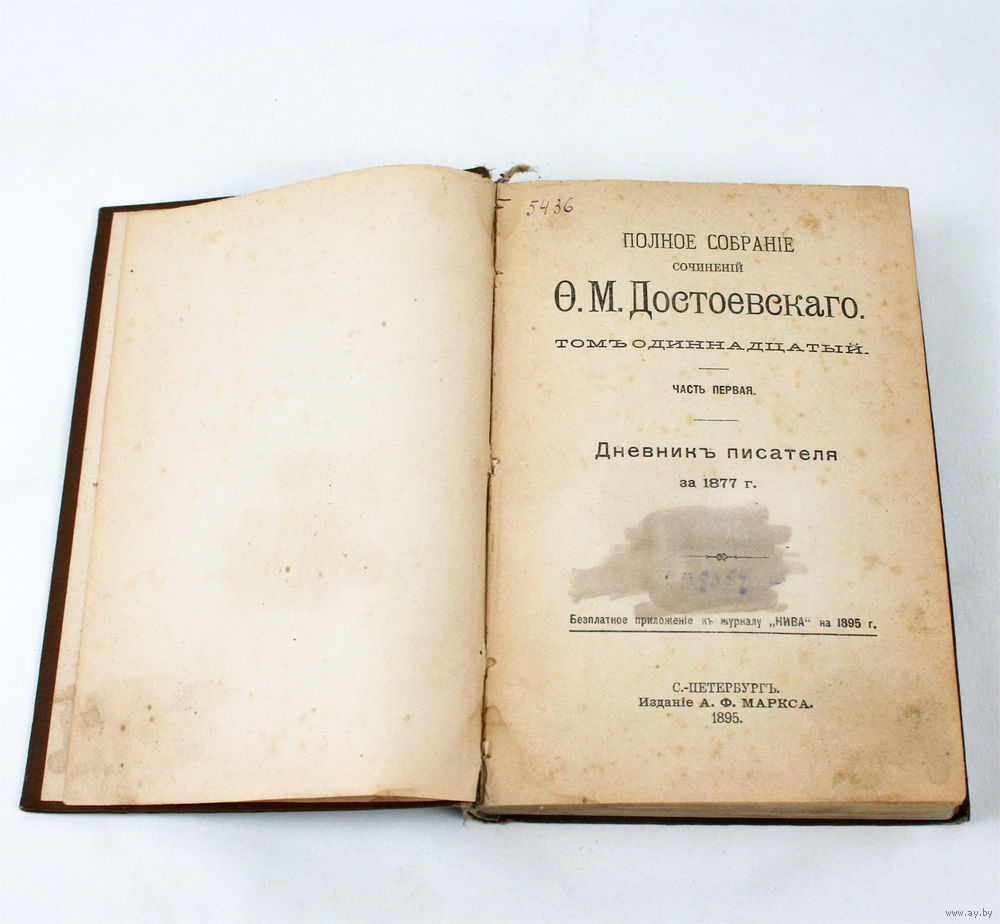 5436
ПОЛНОЕ СОБРАНІЕ
СОЧИНЕНІЙ
Ѳ. М. Достоевскаго.
ТОМЪ ОДИННАДЦАТЫЙ.
ЧАСТЬ ПЕРВАЯ.
Дневникъ писателя
за 1877 г.
Безплатное приложеніе къ журналу „НИВА“ на 1895 г.
С.-ПЕТЕРБУРГЪ.
Изданіе А. Ф. МАРКСА.
1895.
www.ay.by